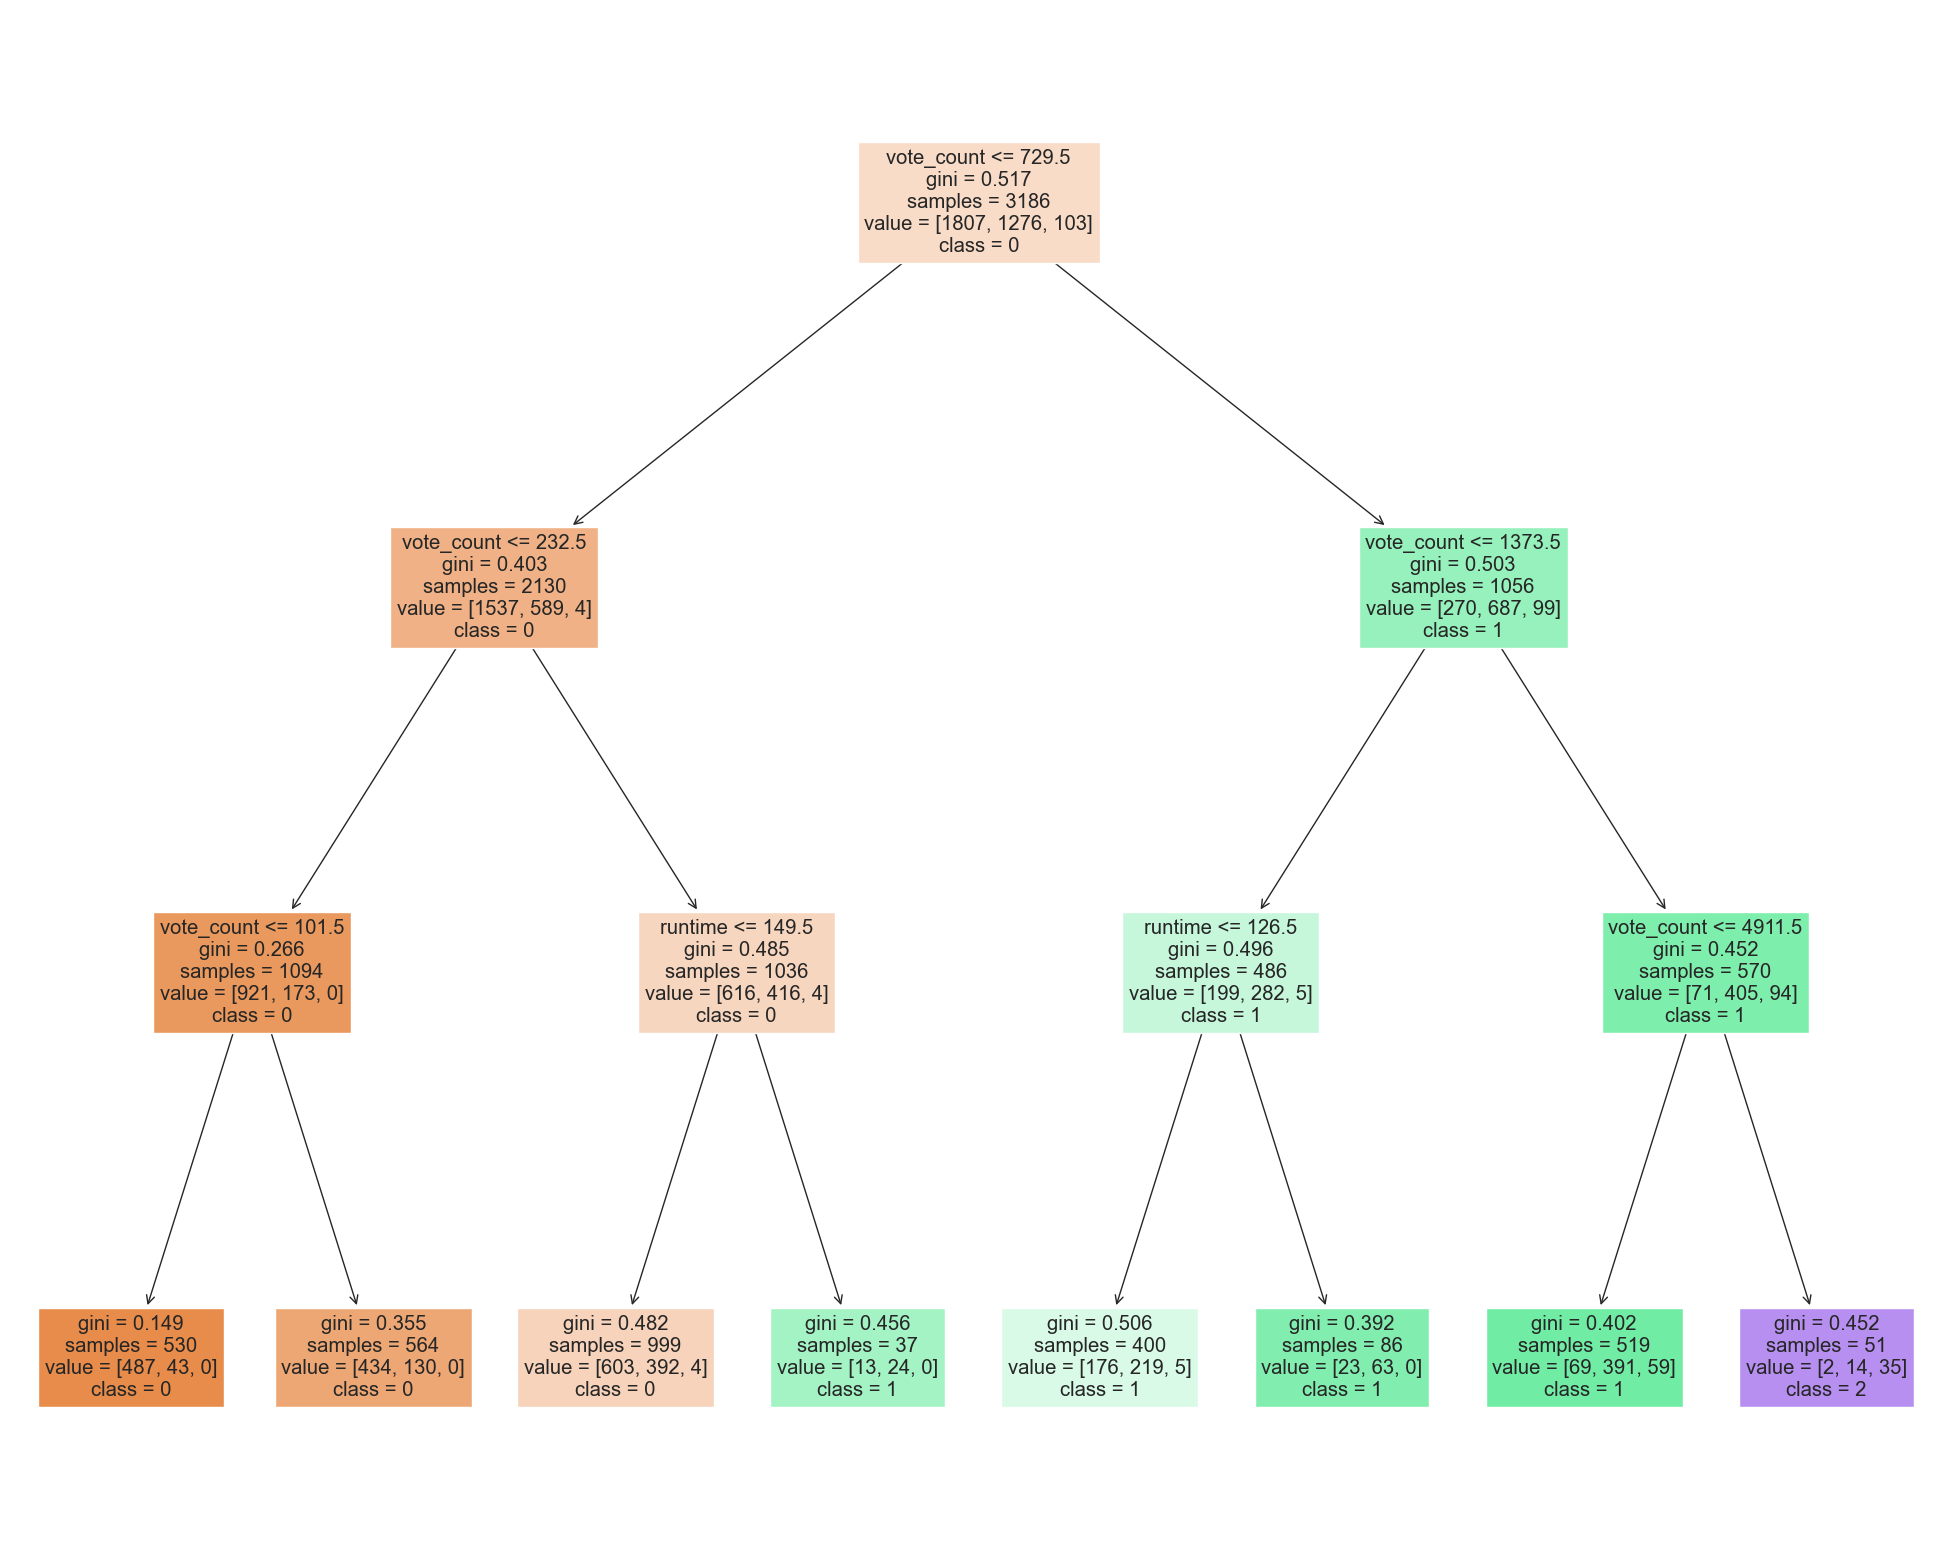 vote_count <= 729.5
gini = 0.517
samples = 3186
value = [1807, 1276, 103]
class = 0
vote_count <= 232.5
gini = 0.403
samples = 2130
value = [1537, 589, 4]
class = 0
vote_count <= 1373.5
gini = 0.503
samples = 1056
value = [270, 687, 99]
class = 1
vote_count <= 101.5
gini = 0.266
samples = 1094
value = [921, 173, 0]
class = 0
runtime <= 149.5
gini = 0.485
samples = 1036
value = [616, 416, 4]
class = 0
runtime <= 126.5
gini = 0.496
samples = 486
value = [199, 282, 5]
class = 1
vote_count <= 4911.5
gini = 0.452
samples = 570
value = [71, 405, 94]
class = 1
gini = 0.149
samples = 530
value = [487, 43, 0]
class = 0
gini = 0.355
samples = 564
value = [434, 130, 0]
class = 0
gini = 0.482
samples = 999
value = [603, 392, 4]
class = 0
gini = 0.456
samples = 37
value = [13, 24, 0]
class = 1
gini = 0.506
samples = 400
value = [176, 219, 5]
class = 1
gini = 0.392
samples = 86
value = [23, 63, 0]
class = 1
gini = 0.402
samples = 519
value = [69, 391, 59]
class = 1
gini = 0.452
samples = 51
value = [2, 14, 35]
class = 2